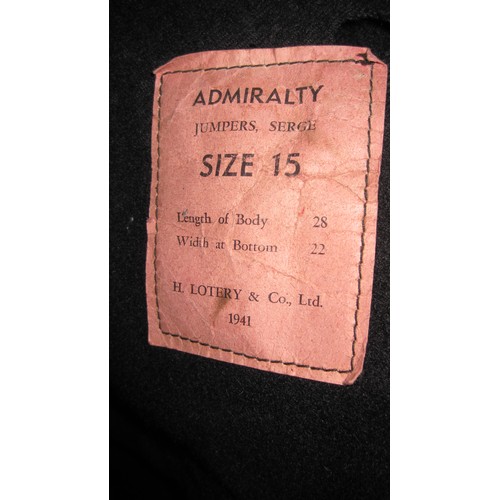 ADMIRALTY
JUMPERS, SERGE
SIZE 15
Length of Body 28
Width at Bottom 22
H. LOTERY & Co., Ltd.
1941